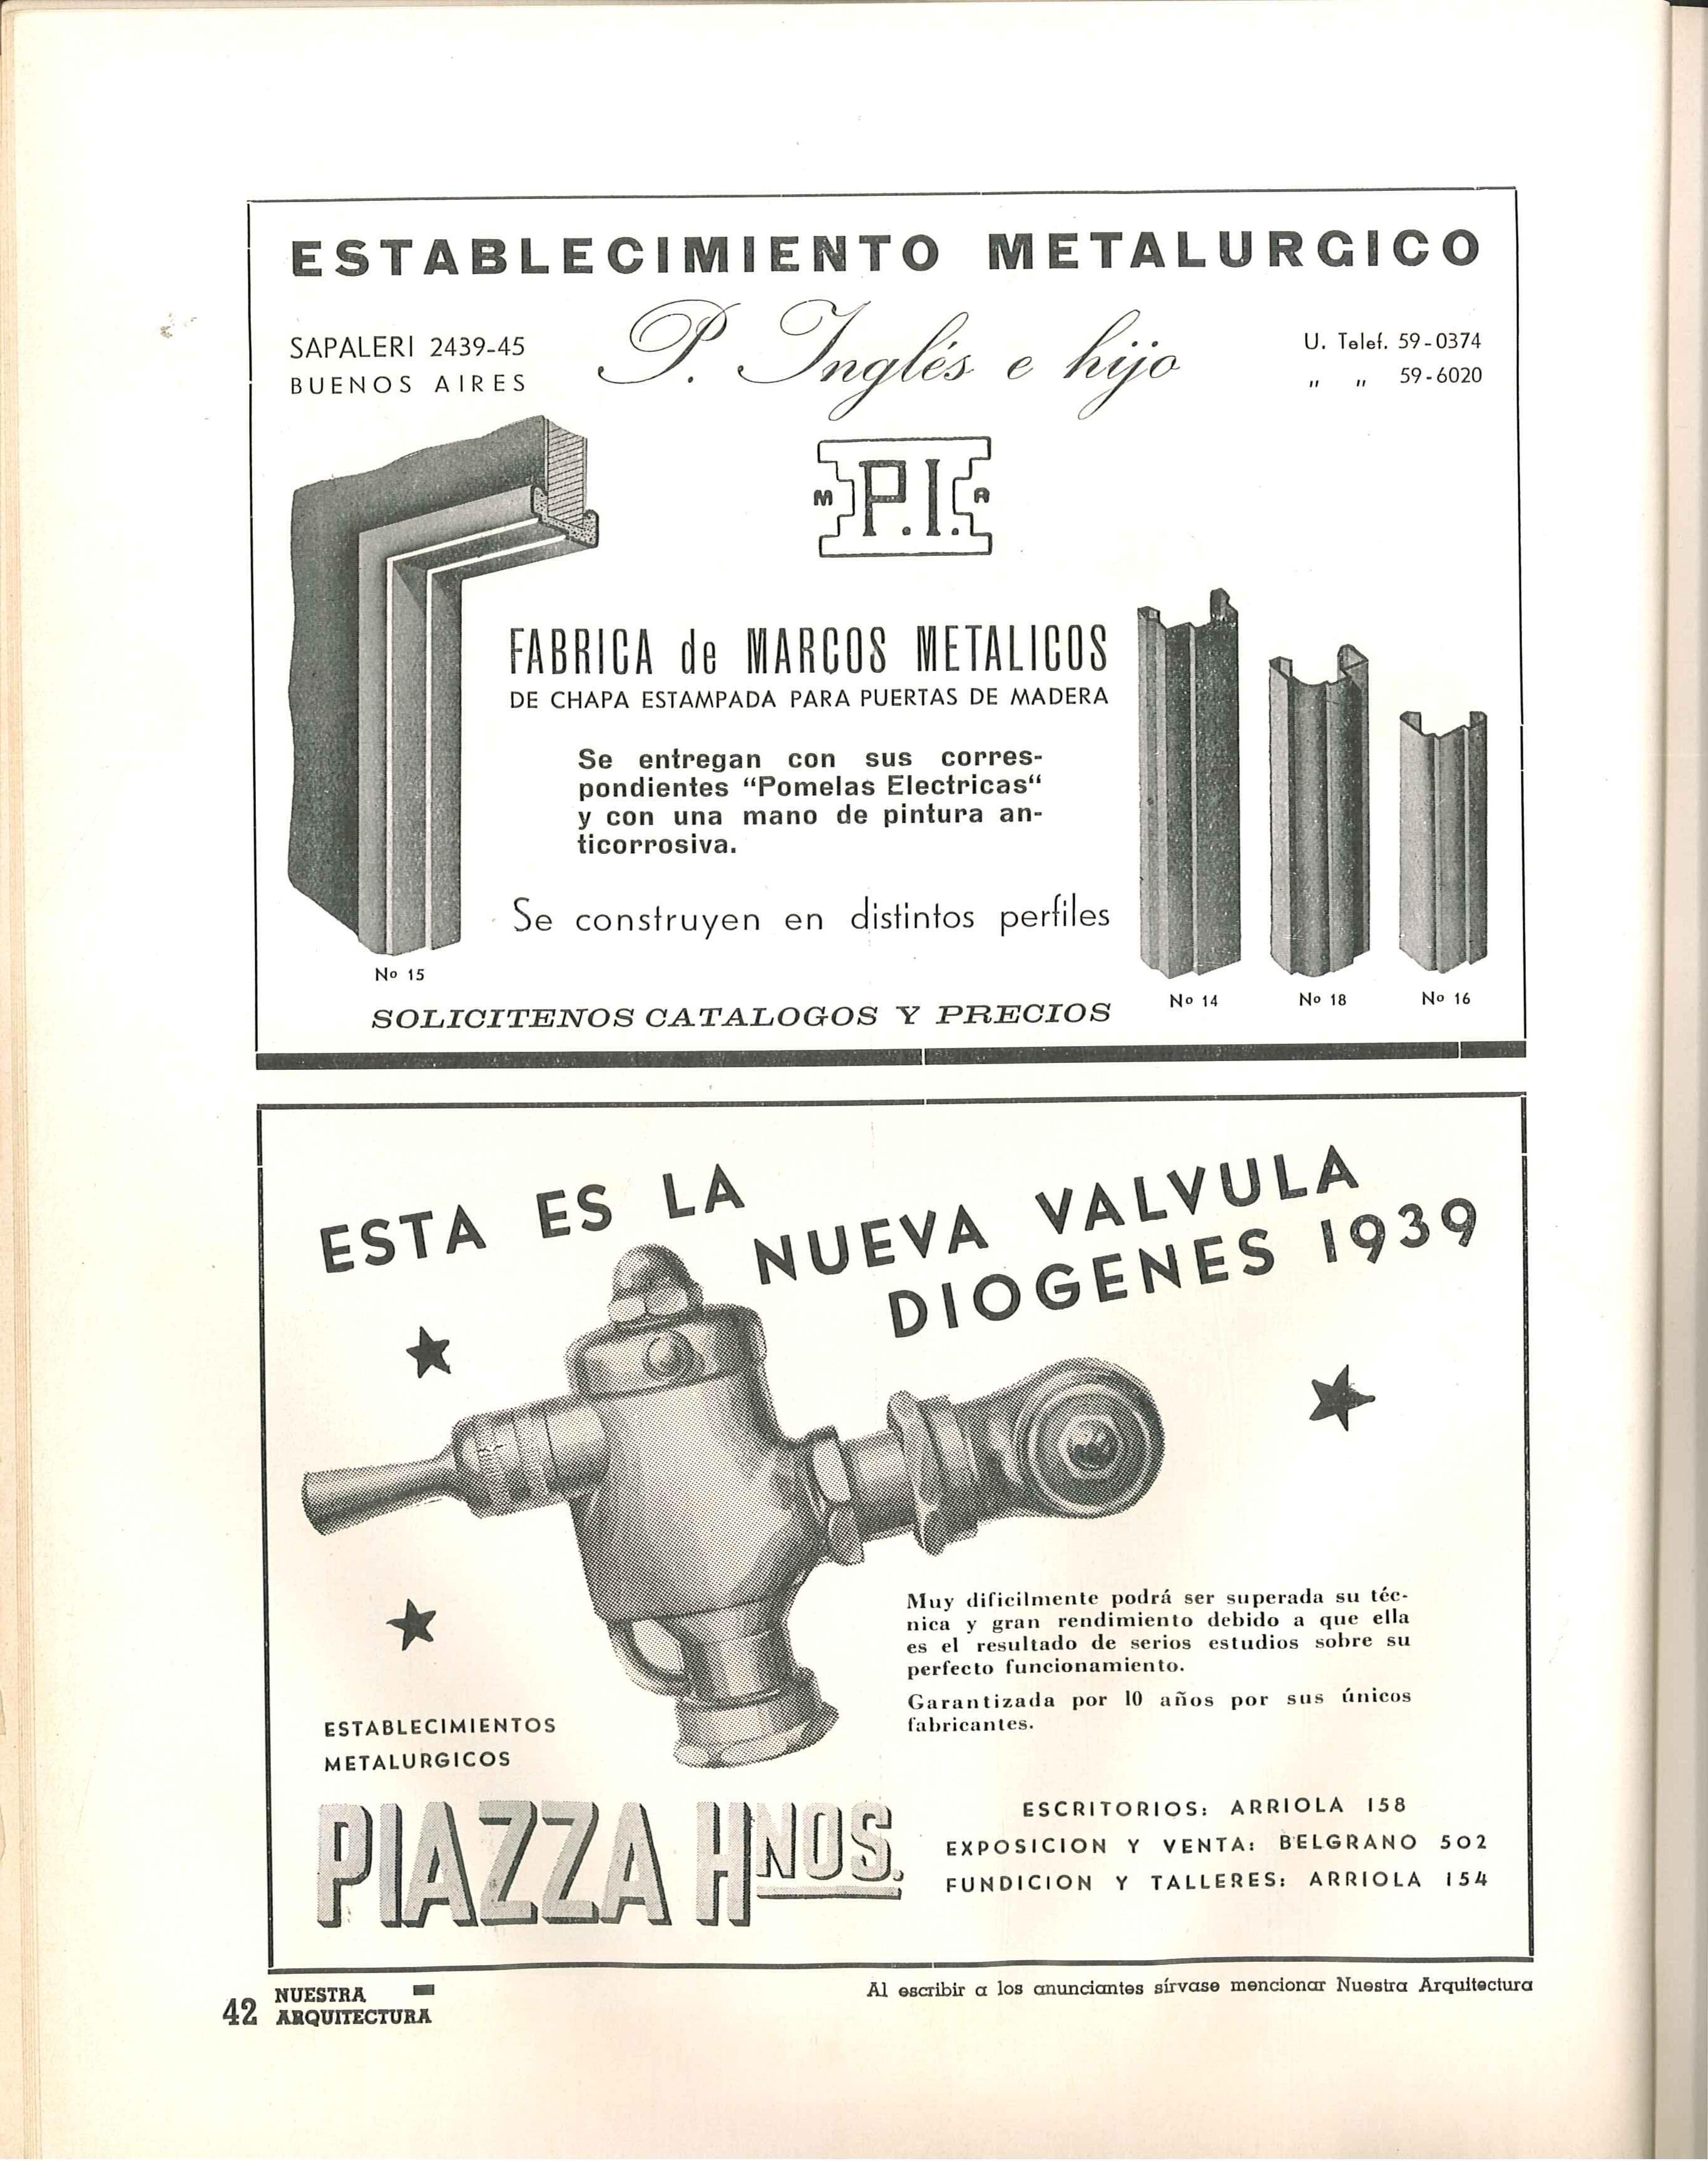 ESTABLECIMIENTO METALURGICO
SAPALERI 2439-45
BUENOS AIRES
P. Inglés e hijo
U. Telef. 59-0374
" " 59-6020
M P.I. R
FABRICA de MARCOS METALICOS
DE CHAPA ESTAMPADA PARA PUERTAS DE MADERA
Se entregan con sus corres-
pondientes “Pomelas Electricas“
y con una mano de pintura an-
ticorrosiva.
Se construyen en distintos perfiles
Nº 15
Nº 14
Nº 18
Nº 16
SOLICITENOS CATALOGOS Y PRECIOS
ESTA ES LA
NUEVA VALVULA
DIOGENES 1939
Muy dificilmente podrá ser superada su téc-
nica y gran rendimiento debido a que ella
es el resultado de serios estudios sobre su
perfecto funcionamiento.
Garantizada por 10 años por sus únicos
fabricantes.
ESTABLECIMIENTOS
METALURGICOS
PIAZZA HNOS.
ESCRITORIOS: ARRIOLA 158
EXPOSICION Y VENTA: BELGRANO 502
FUNDICION Y TALLERES: ARRIOLA 154
42 NUESTRA
ARQUITECTURA
Al escribir a los anunciantes sírvase mencionar Nuestra Arquitectura